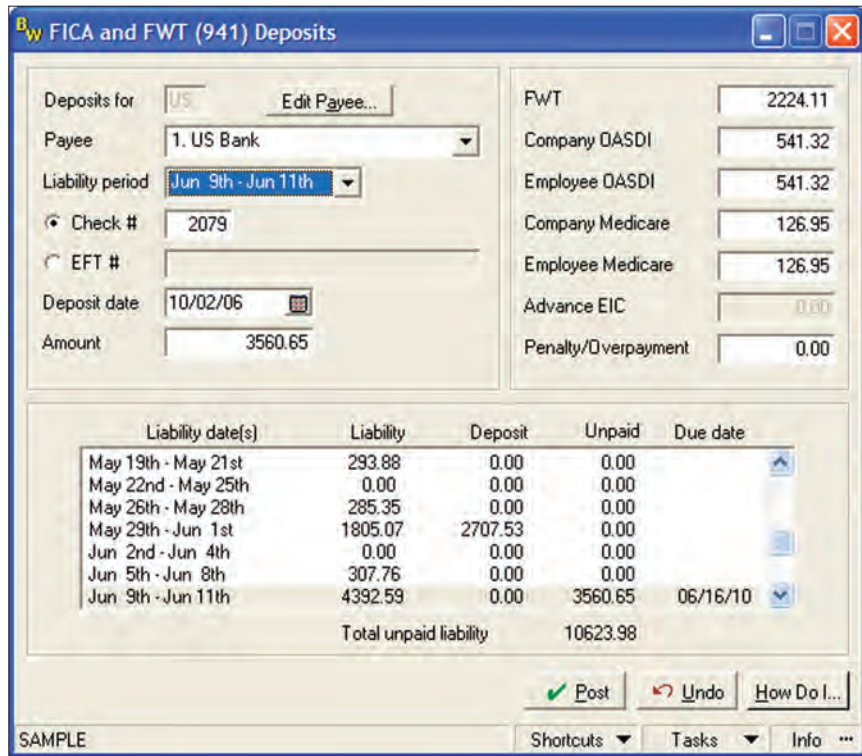 BW FICA and FWT (941) Deposits
Deposits for US Edit Payee...
Payee 1. US Bank
Liability period Jun 9th - Jun 11th
Check # 2079
EFT #
Deposit date 10/02/06
Amount 3560.65
FWT 2224.11
Company OASDI 541.32
Employee OASDI 541.32
Company Medicare 126.95
Employee Medicare 126.95
Advance EIC 0.00
Penalty/Overpayment 0.00
Liability date(s) Liability Deposit Unpaid Due date
May 19th - May 21st 293.88 0.00 0.00
May 22nd - May 25th 0.00 0.00 0.00
May 26th - May 28th 285.35 0.00 0.00
May 29th - Jun 1st 1805.07 2707.53 0.00
Jun 2nd - Jun 4th 0.00 0.00 0.00
Jun 5th - Jun 8th 307.76 0.00 0.00
Jun 9th - Jun 11th 4392.59 0.00 3560.65 06/16/10
Total unpaid liability 10623.98
Post Undo How Do I...
SAMPLE Shortcuts Tasks Info ...